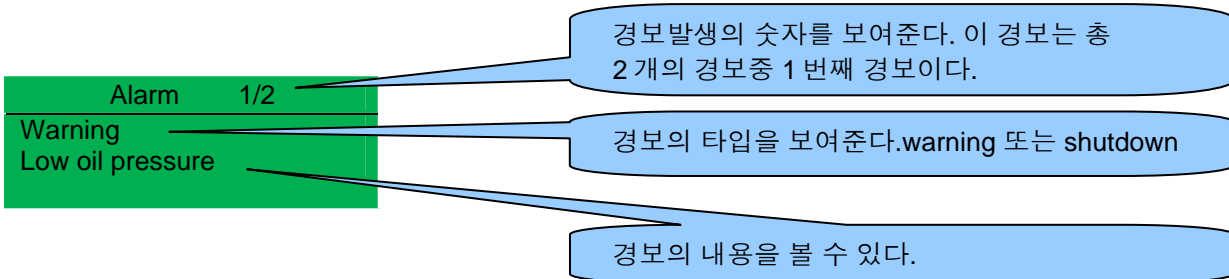 경보발생의 숫자를 보여준다. 이 경보는 총
2 개의 경보중 1 번째 경보이다.
Alarm 1/2
Warning
Low oil pressure
경보의 타입을 보여준다.warning 또는 shutdown
경보의 내용을 볼 수 있다.